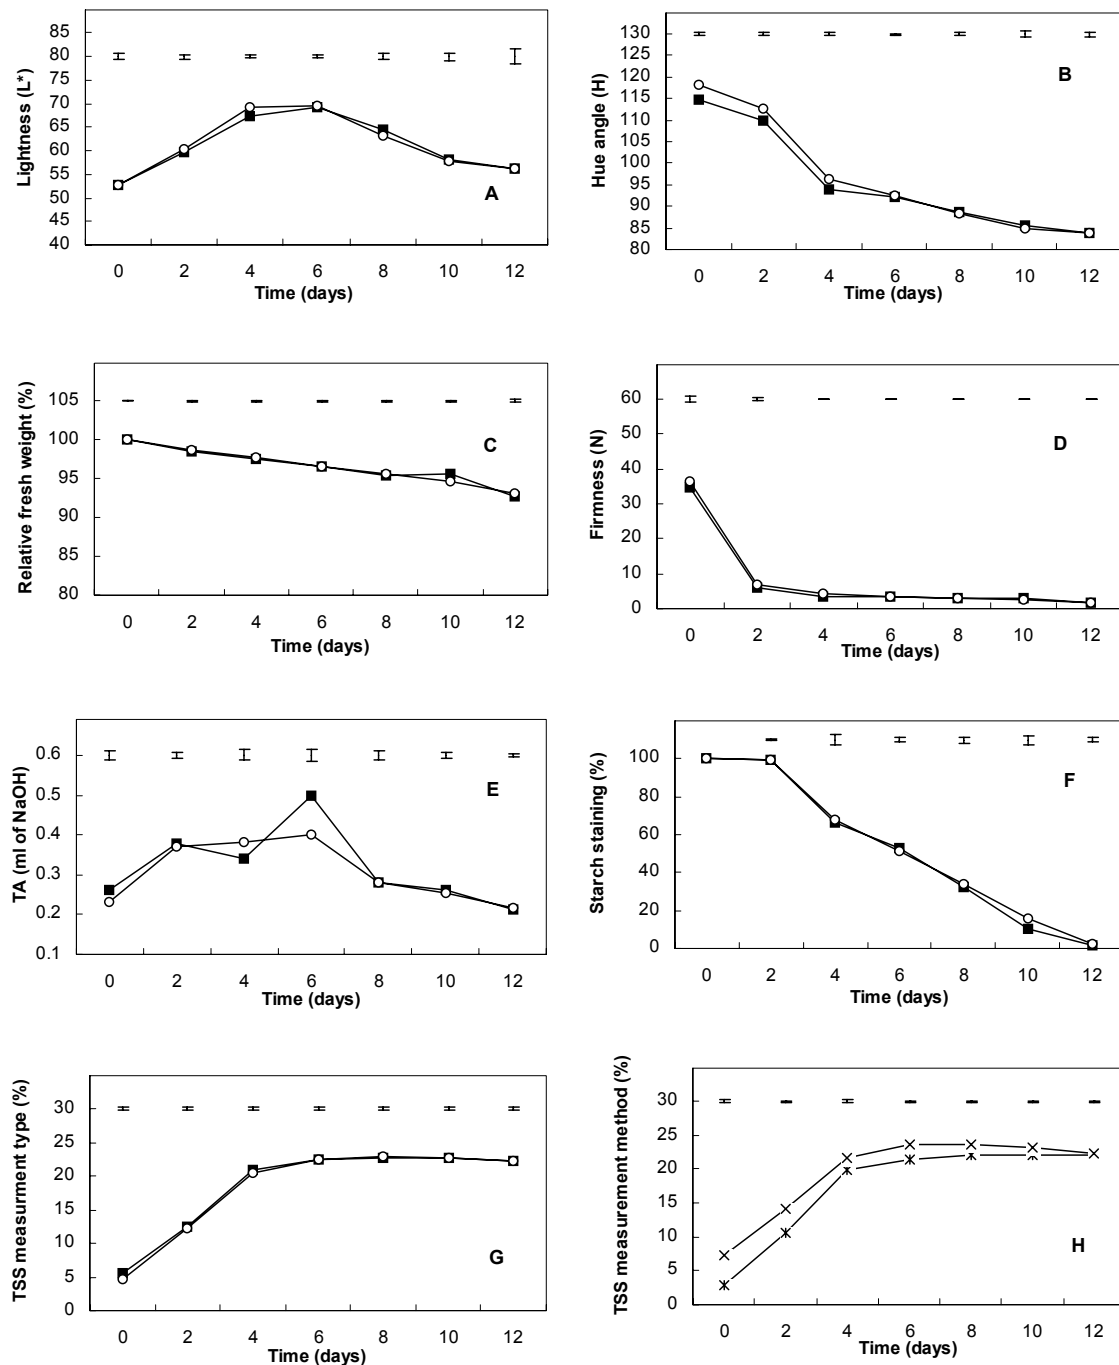 Lightness (L*)
90
85
80
75
70
65
60
55
50
45
40
A
0 2 4 6 8 10 12
Time (days)
Hue angle (H)
130
125
120
115
110
105
100
95
90
85
80
B
0 2 4 6 8 10 12
Time (days)
Relative fresh weight (%)
105
100
95
90
85
80
C
0 2 4 6 8 10 12
Time (days)
Firmness (N)
60
50
40
30
20
10
0
D
0 2 4 6 8 10 12
Time (days)
TA (ml of NaOH)
0.6
0.5
0.4
0.3
0.2
0.1
E
0 2 4 6 8 10 12
Time (days)
Starch staining (%)
100
80
60
40
20
0
F
0 2 4 6 8 10 12
Time (days)
TSS measurment type (%)
30
25
20
15
10
5
0
G
0 2 4 6 8 10 12
Time (days)
TSS measurement method (%)
30
25
20
15
10
5
0
H
0 2 4 6 8 10 12
Time (days)